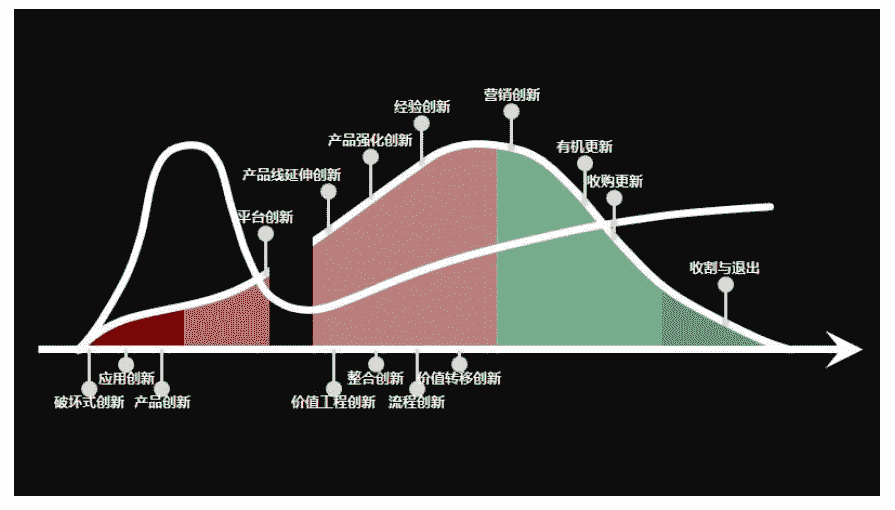 营销创新
经验创新
产品强化创新
有机更新
产品线延伸创新
收购更新
平台创新
收割与退出
应用创新
整合创新
价值转移创新
破坏式创新
产品创新
价值工程创新
流程创新